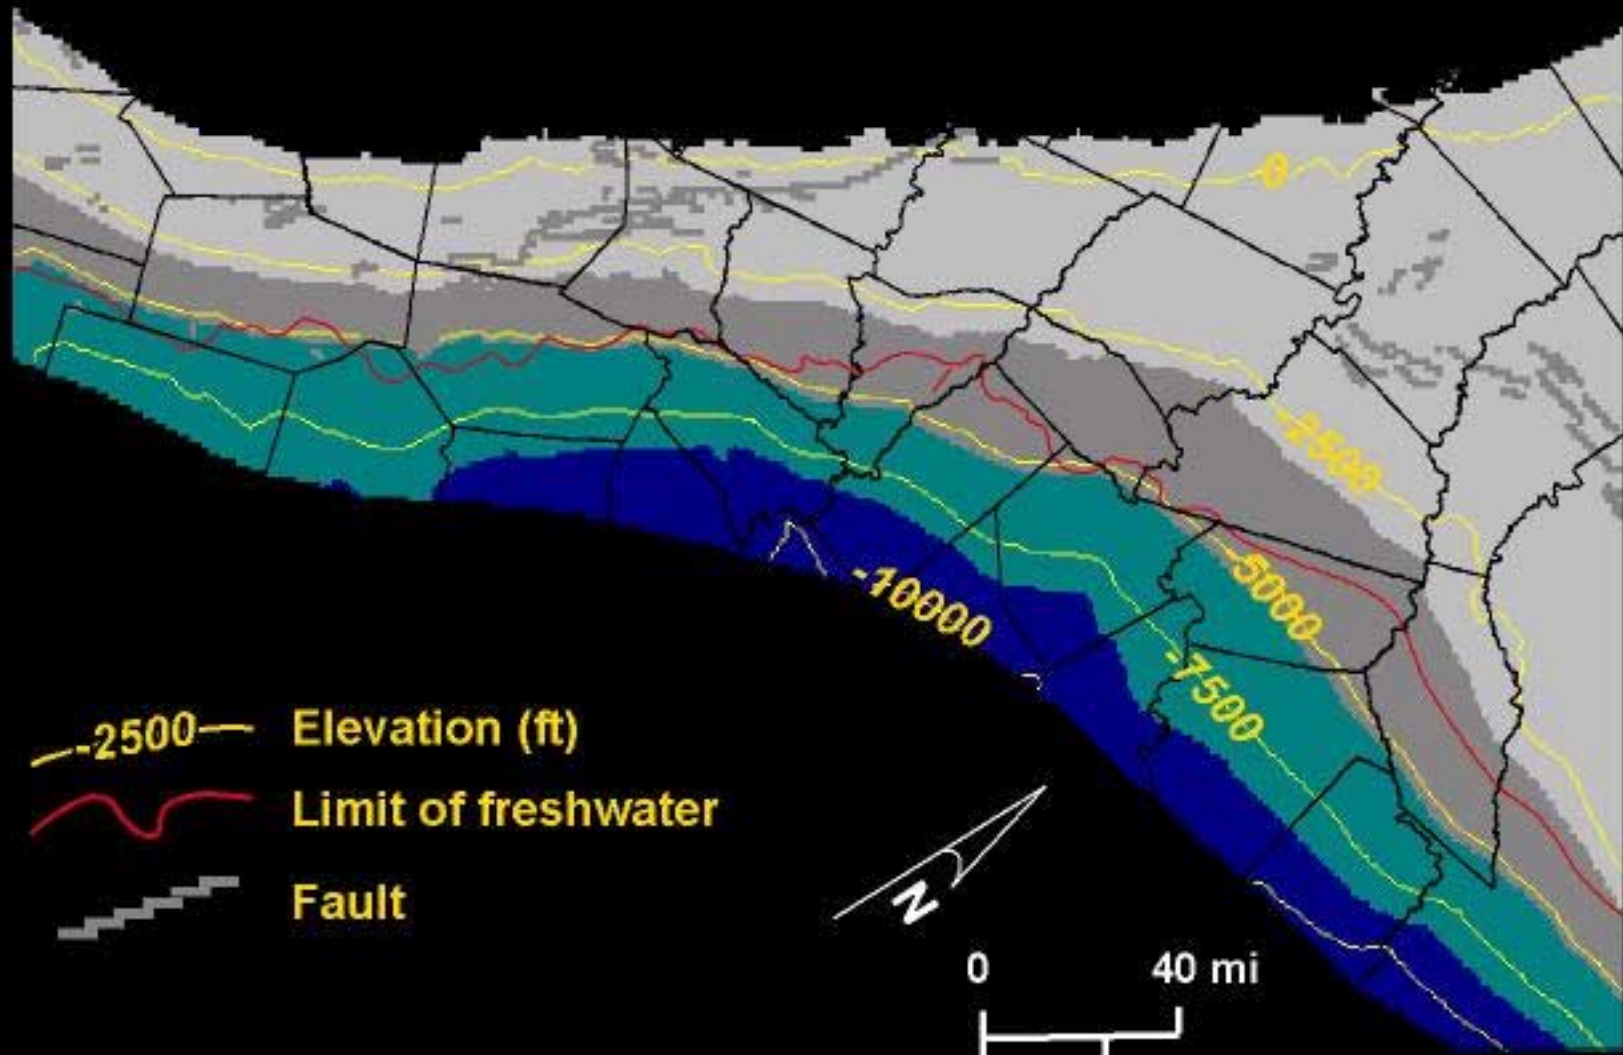 0
-2500
-5000
-10000
-7500
-2500 Elevation (ft)
Limit of freshwater
Fault
N
0 40 mi